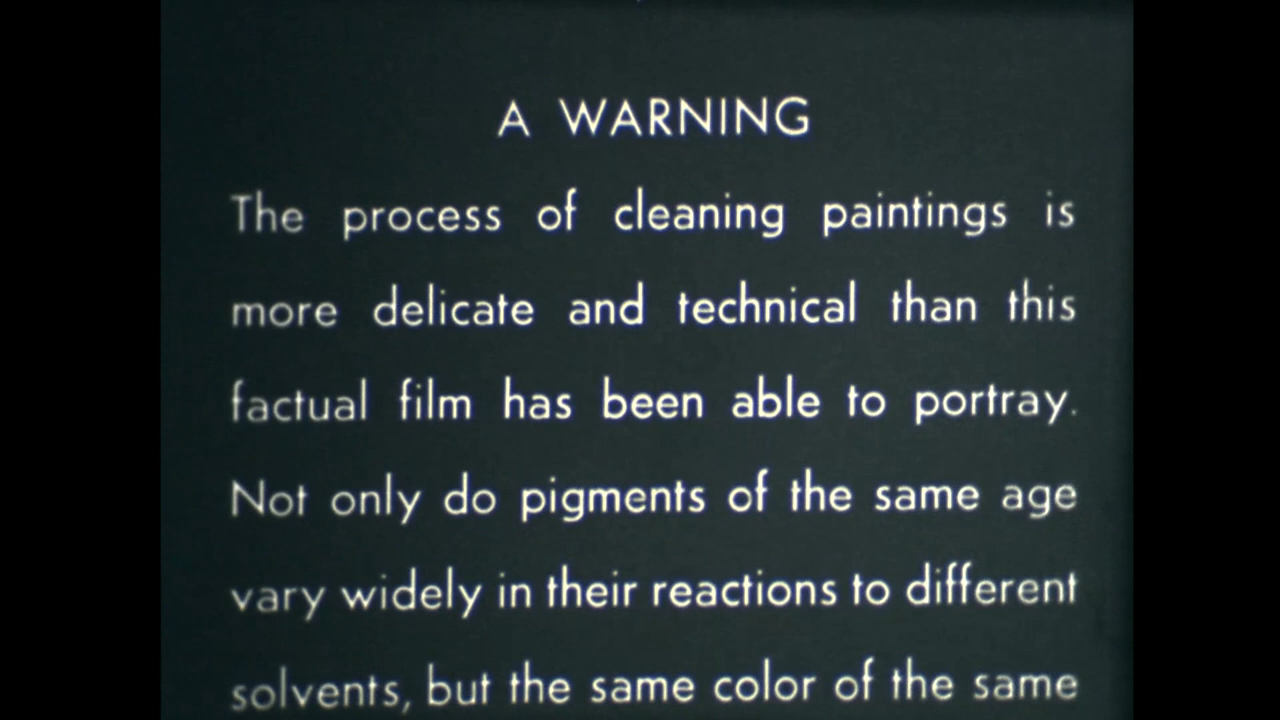 A WARNING
The process of cleaning paintings is
more delicate and technical than this
factual film has been able to portray.
Not only do pigments of the same age
vary widely in their reactions to different
solvents, but the same color of the same